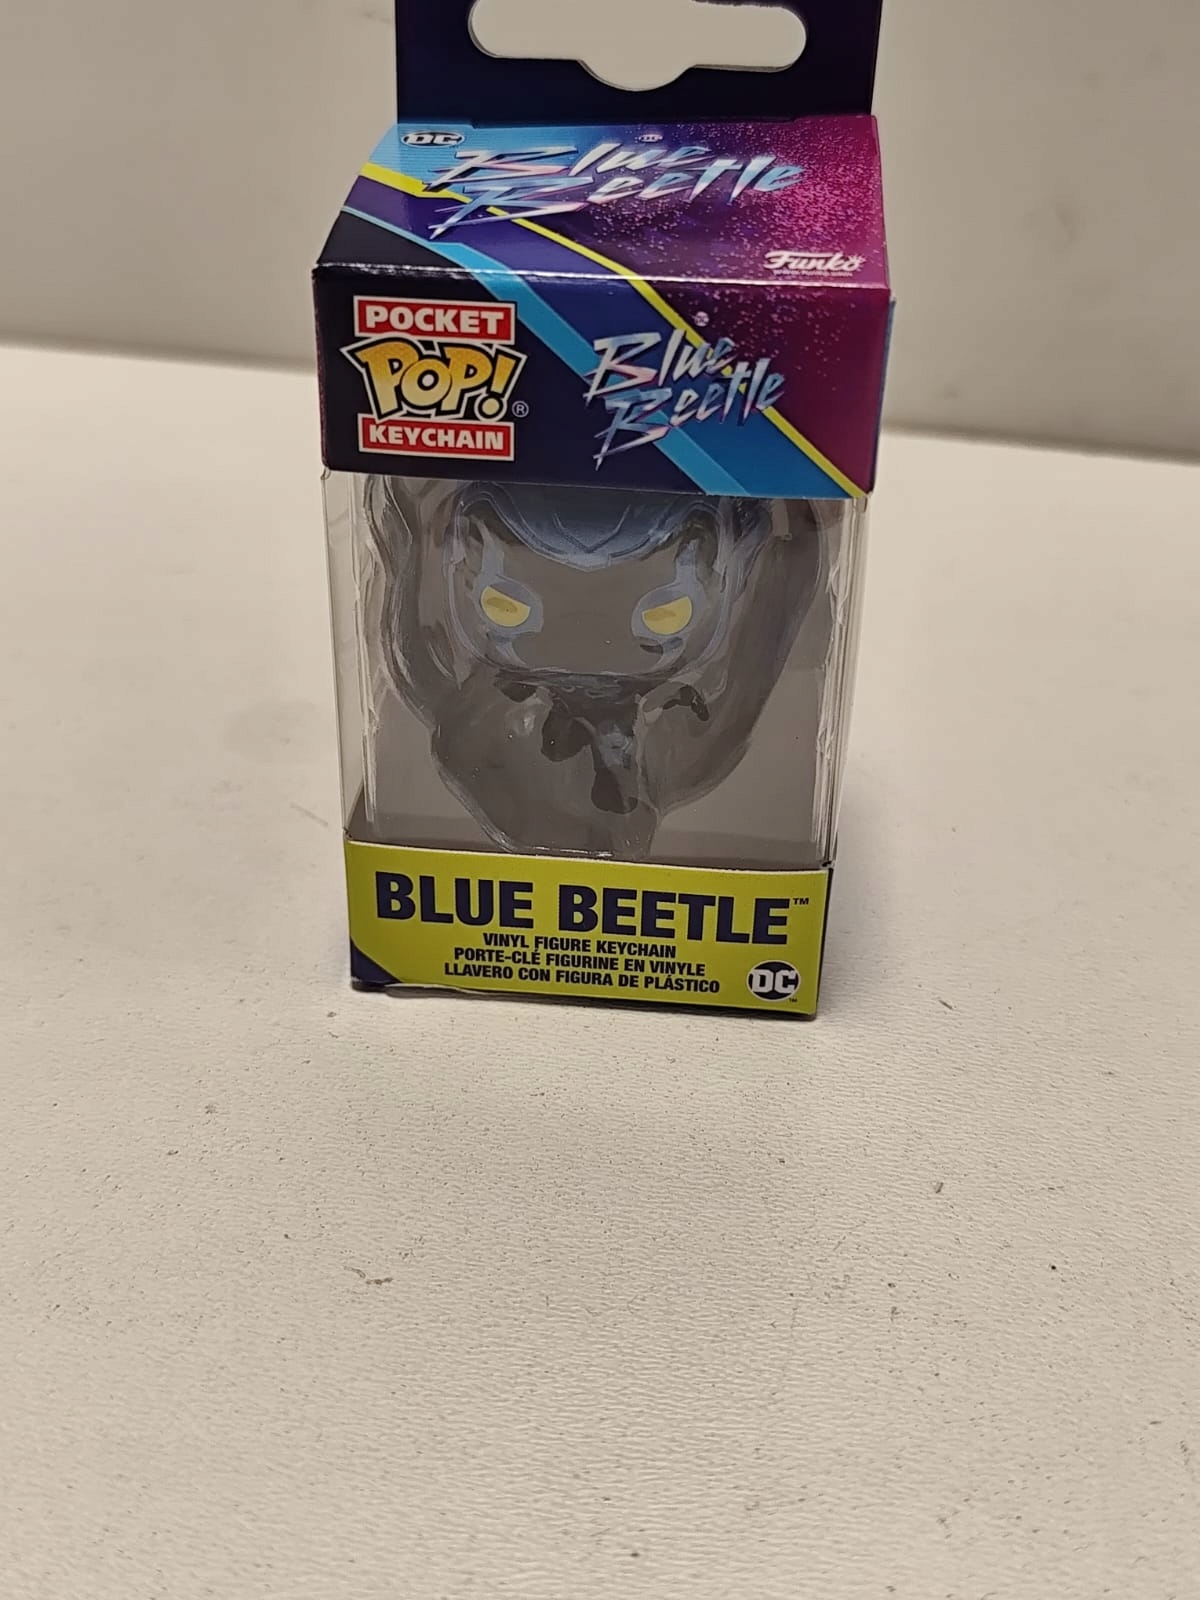 DC
Blue
Beetle
Funko
POCKET
POP!®
KEYCHAIN
Blue
Beetle
BLUE BEETLE™
VINYL FIGURE KEYCHAIN
PORTE-CLÉ FIGURINE EN VINYLE
LLAVERO CON FIGURA DE PLÁSTICO
DC™